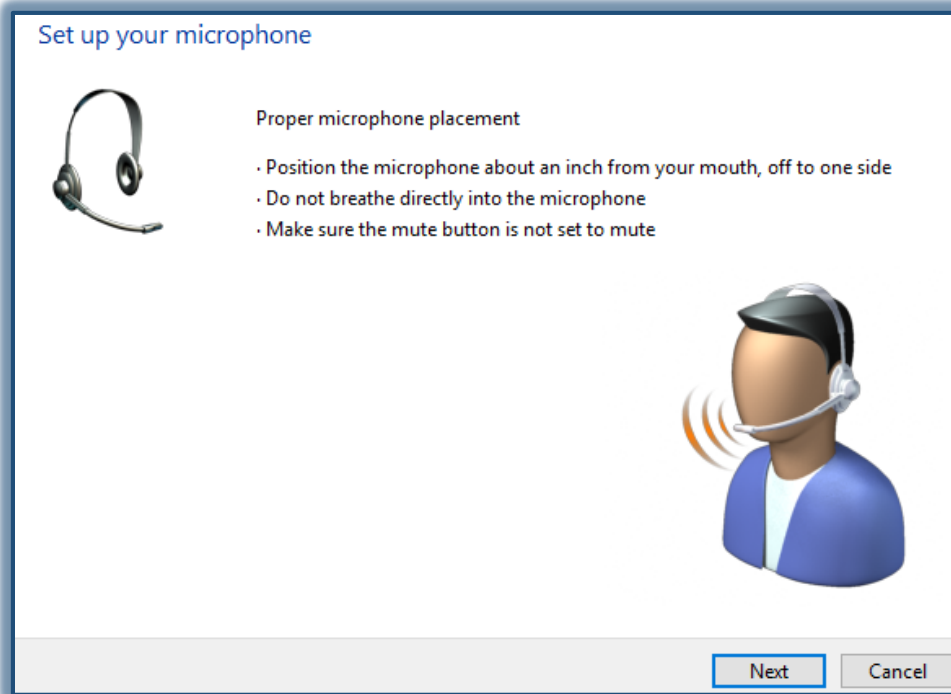 Set up your microphone
Proper microphone placement
· Position the microphone about an inch from your mouth, off to one side
· Do not breathe directly into the microphone
· Make sure the mute button is not set to mute
Next
Cancel